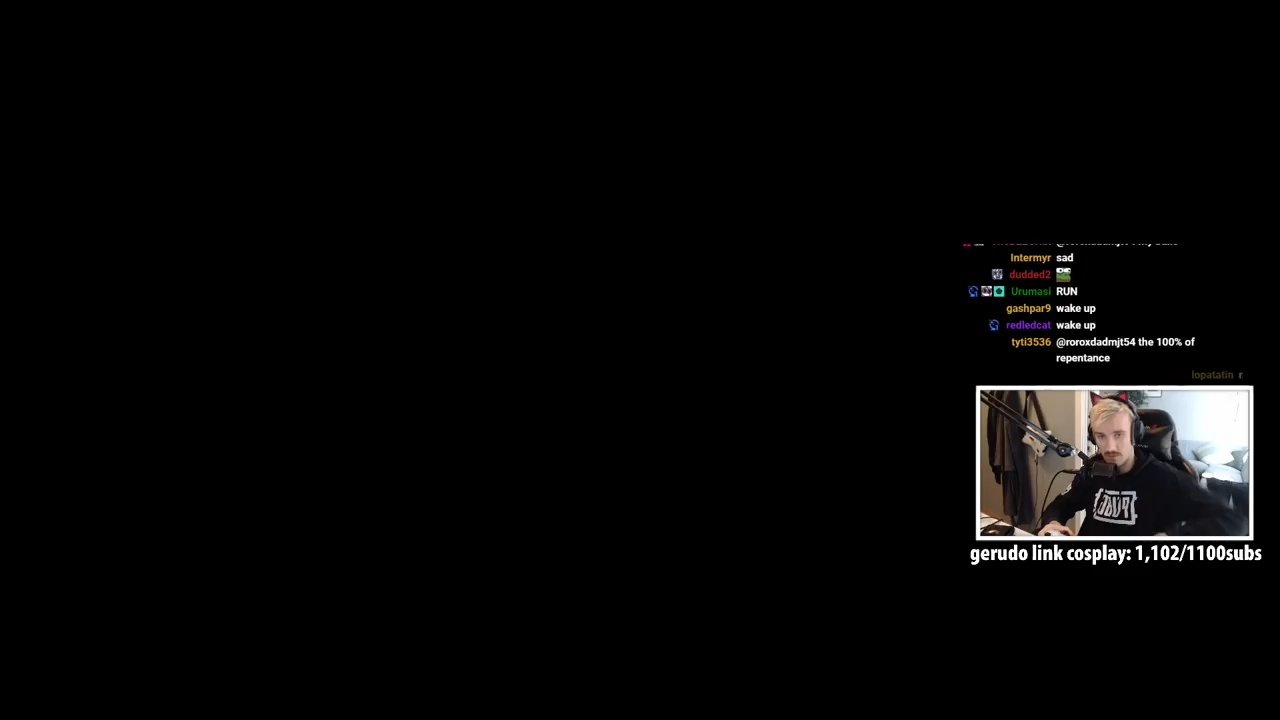 Intermyr sad
dudded2
Urumasi RUN
gashpar9 wake up
redledcat wake up
tyti3536 @roroxdadmjt54 the 100% of
repentance
lopatatin r
gerudo link cosplay: 1,102/1100subs